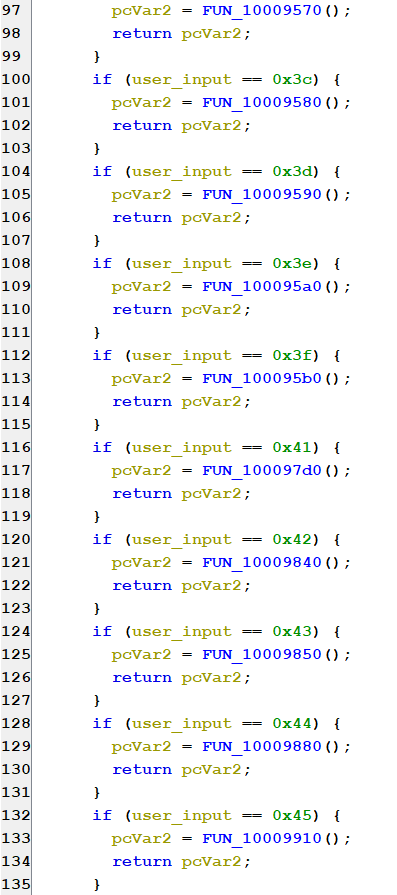 97 pcVar2 = FUN_10009570();
98 return pcVar2;
99 }
100 if (user_input == 0x3c) {
101 pcVar2 = FUN_10009580();
102 return pcVar2;
103 }
104 if (user_input == 0x3d) {
105 pcVar2 = FUN_10009590();
106 return pcVar2;
107 }
108 if (user_input == 0x3e) {
109 pcVar2 = FUN_100095a0();
110 return pcVar2;
111 }
112 if (user_input == 0x3f) {
113 pcVar2 = FUN_100095b0();
114 return pcVar2;
115 }
116 if (user_input == 0x41) {
117 pcVar2 = FUN_100097d0();
118 return pcVar2;
119 }
120 if (user_input == 0x42) {
121 pcVar2 = FUN_10009840();
122 return pcVar2;
123 }
124 if (user_input == 0x43) {
125 pcVar2 = FUN_10009850();
126 return pcVar2;
127 }
128 if (user_input == 0x44) {
129 pcVar2 = FUN_10009880();
130 return pcVar2;
131 }
132 if (user_input == 0x45) {
133 pcVar2 = FUN_10009910();
134 return pcVar2;
135 }